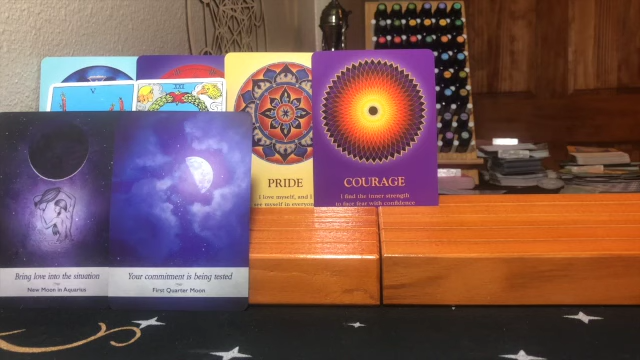 V
XXI
PRIDE
I love myself, and I
see myself in everyone
COURAGE
I find the inner strength
to face fear with confidence
Bring love into the situation
New Moon in Aquarius
Your commitment is being tested
First Quarter Moon